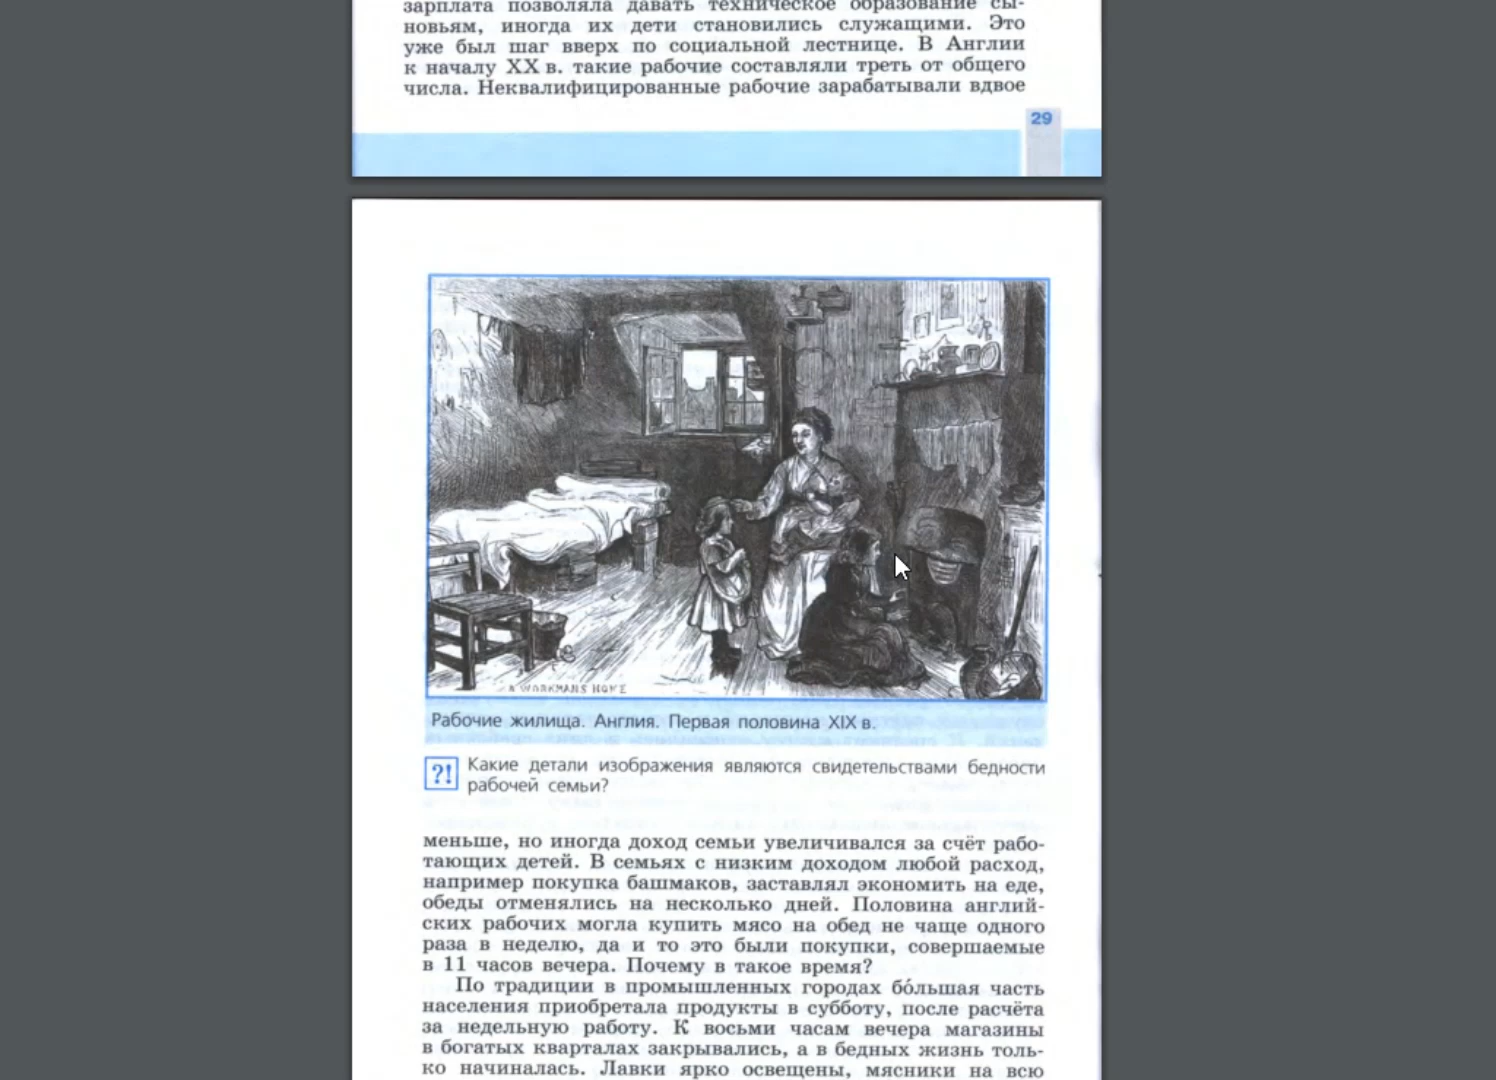 зарплата позволяла давать техническое образование сы-
новьям, иногда их дети становились служащими. Это
уже был шаг вверх по социальной лестнице. В Англии
к началу XX в. такие рабочие составляли треть от общего
числа. Неквалифицированные рабочие зарабатывали вдвое
29
A WORKMANS HOME
Рабочие жилища. Англия. Первая половина XIX в.
?! Какие детали изображения являются свидетельствами бедности
рабочей семьи?
меньше, но иногда доход семьи увеличивался за счёт рабо-
тающих детей. В семьях с низким доходом любой расход,
например покупка башмаков, заставлял экономить на еде,
обеды отменялись на несколько дней. Половина англий-
ских рабочих могла купить мясо на обед не чаще одного
раза в неделю, да и то это были покупки, совершаемые
в 11 часов вечера. Почему в такое время?
По традиции в промышленных городах бо́льшая часть
населения приобретала продукты в субботу, после расчёта
за недельную работу. К восьми часам вечера магазины
в богатых кварталах закрывались, а в бедных жизнь толь-
ко начиналась. Лавки ярко освещены, мясники на всю